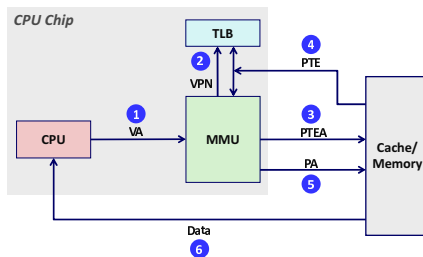 CPU Chip
TLB
2
VPN
4
PTE
1
VA
3
PTEA
CPU
MMU
Cache/
Memory
PA
5
Data
6